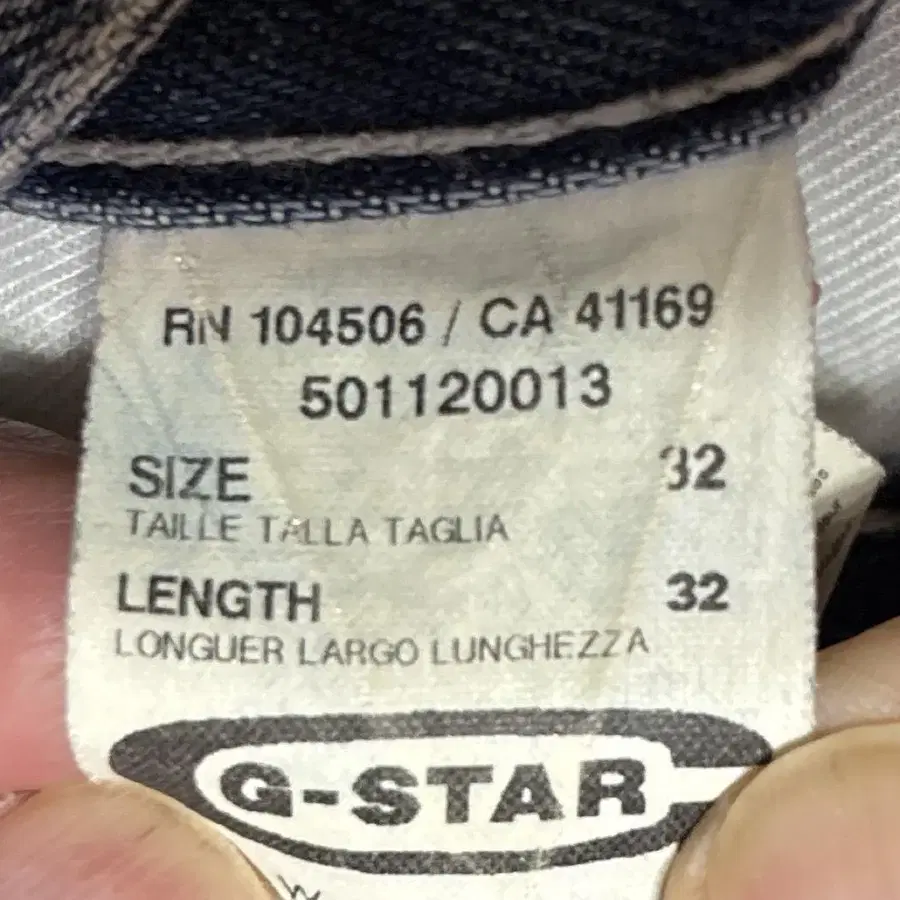 RN 104506 / CA 41169
501120013
SIZE 32
TAILLE TALLA TAGLIA
LENGTH 32
LONGUER LARGO LUNGHEZZA
G-STAR